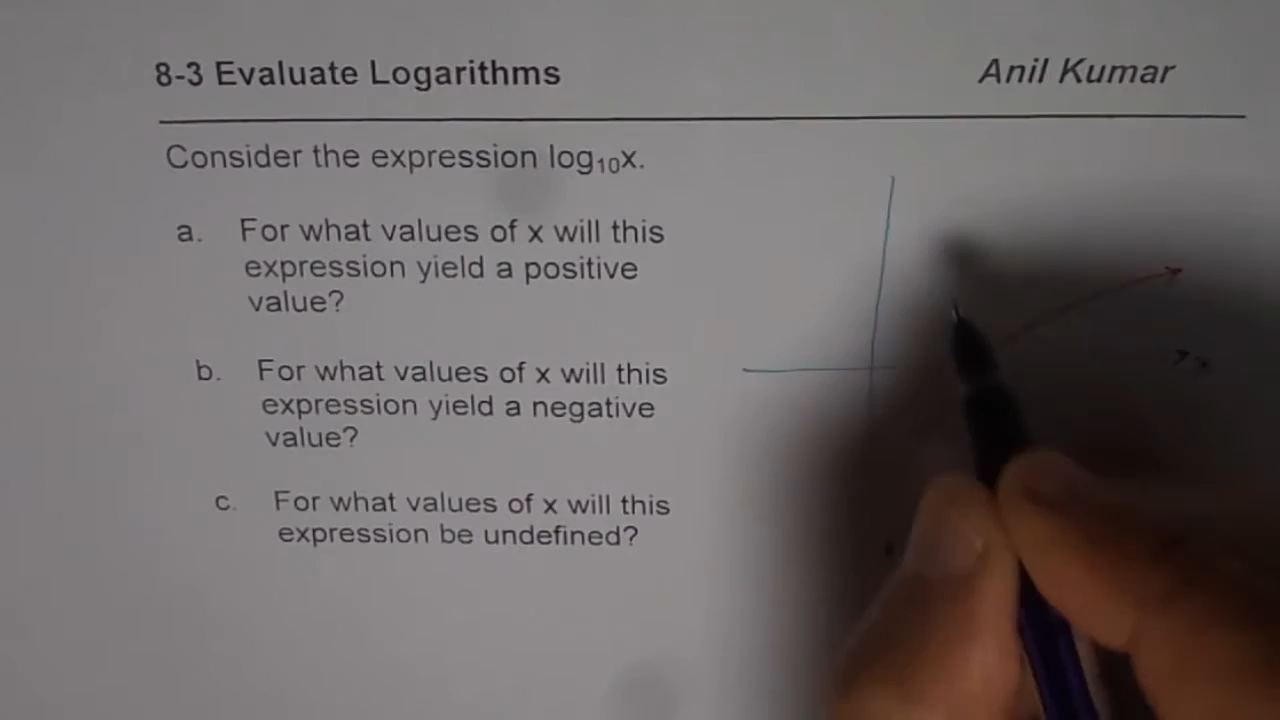 8-3 Evaluate Logarithms
Anil Kumar
Consider the expression log₁₀x.
a. For what values of x will this
expression yield a positive
value?
b. For what values of x will this
expression yield a negative
value?
c. For what values of x will this
expression be undefined?